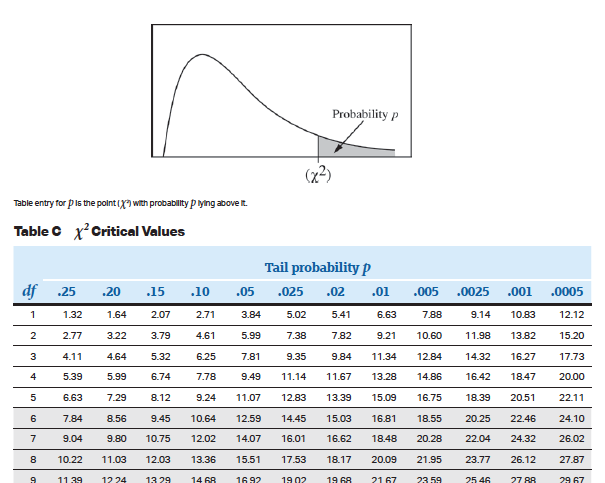 Probability p
(χ²)
Table entry for p is the point (χ²) with probability p lying above it.
Table C χ² Critical Values
Tail probability p
df .25 .20 .15 .10 .05 .025 .02 .01 .005 .0025 .001 .0005
1 1.32 1.64 2.07 2.71 3.84 5.02 5.41 6.63 7.88 9.14 10.83 12.12
2 2.77 3.22 3.79 4.61 5.99 7.38 7.82 9.21 10.60 11.98 13.82 15.20
3 4.11 4.64 5.32 6.25 7.81 9.35 9.84 11.34 12.84 14.32 16.27 17.73
4 5.39 5.99 6.74 7.78 9.49 11.14 11.67 13.28 14.86 16.42 18.47 20.00
5 6.63 7.29 8.12 9.24 11.07 12.83 13.39 15.09 16.75 18.39 20.51 22.11
6 7.84 8.56 9.45 10.64 12.59 14.45 15.03 16.81 18.55 20.25 22.46 24.10
7 9.04 9.80 10.75 12.02 14.07 16.01 16.62 18.48 20.28 22.04 24.32 26.02
8 10.22 11.03 12.03 13.36 15.51 17.53 18.17 20.09 21.95 23.77 26.12 27.87
9 11.39 12.24 13.29 14.68 16.92 19.02 19.68 21.67 23.59 25.46 27.88 29.67